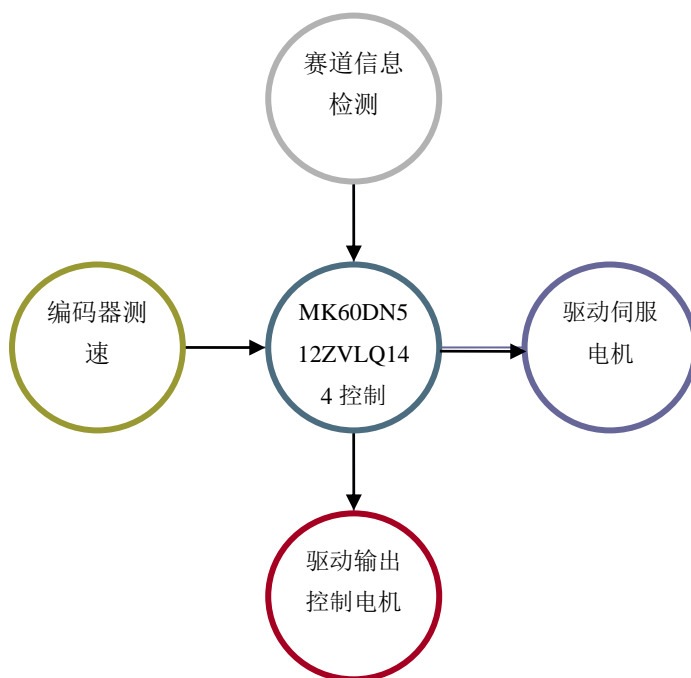 赛道信息
检测
编码器测
速
MK60DN5
12ZVLQ14
4 控制
驱动伺服
电机
驱动输出
控制电机